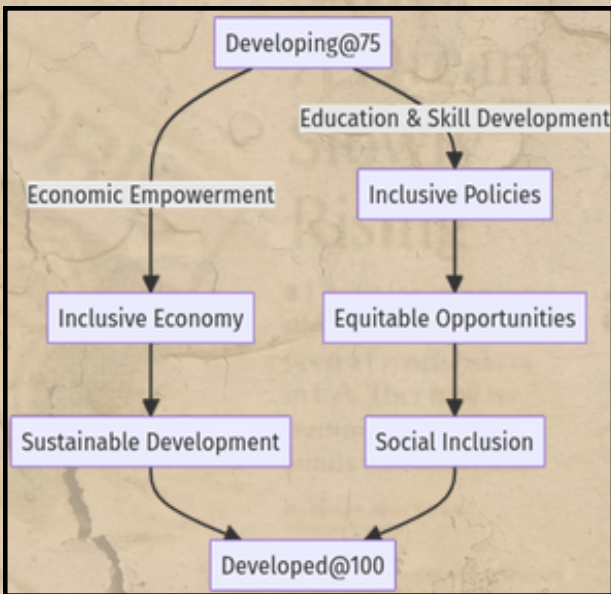 Developing@75
Education & Skill Development
Economic Empowerment
Inclusive Policies
Inclusive Economy
Equitable Opportunities
Sustainable Development
Social Inclusion
Developed@100
Rising